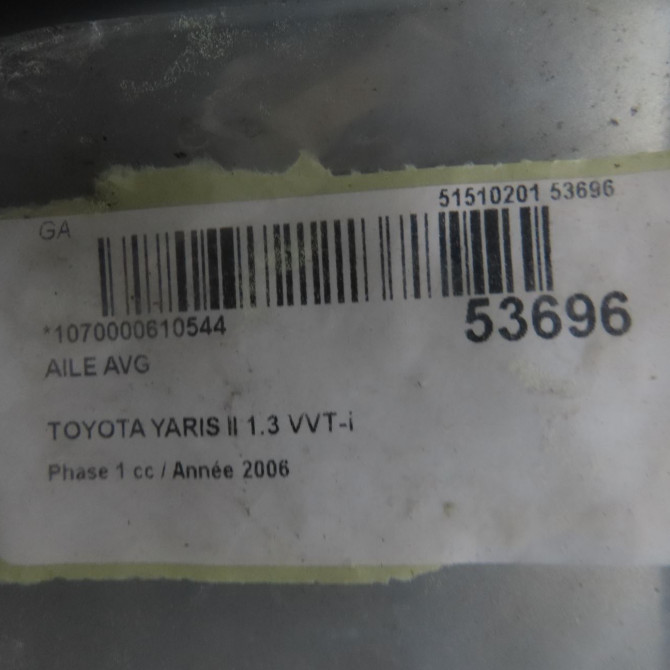 51510201 53696
GA
*1070000610544
53696
AILE AVG
TOYOTA YARIS II 1.3 VVT-i
Phase 1 cc / Année 2006